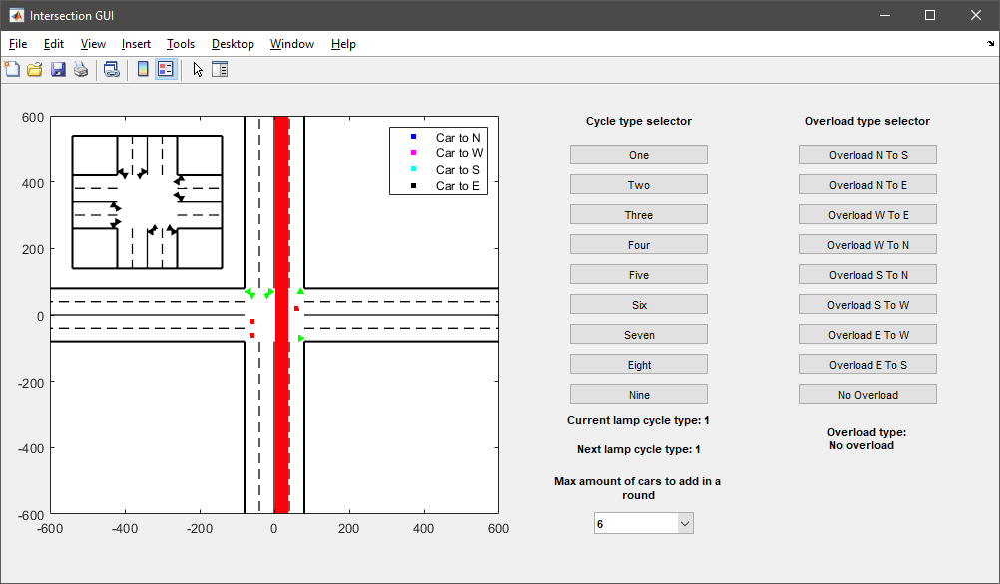 Intersection GUI
File Edit View Insert Tools Desktop Window Help
600
400
200
0
-200
-400
-600
-600 -400 -200 0 200 400 600
Car to N
Car to W
Car to S
Car to E
Cycle type selector
One
Two
Three
Four
Five
Six
Seven
Eight
Nine
Current lamp cycle type: 1
Next lamp cycle type: 1
Max amount of cars to add in a
round
6
Overload type selector
Overload N To S
Overload N To E
Overload W To E
Overload W To N
Overload S To N
Overload S To W
Overload E To W
Overload E To S
No Overload
Overload type:
No overload